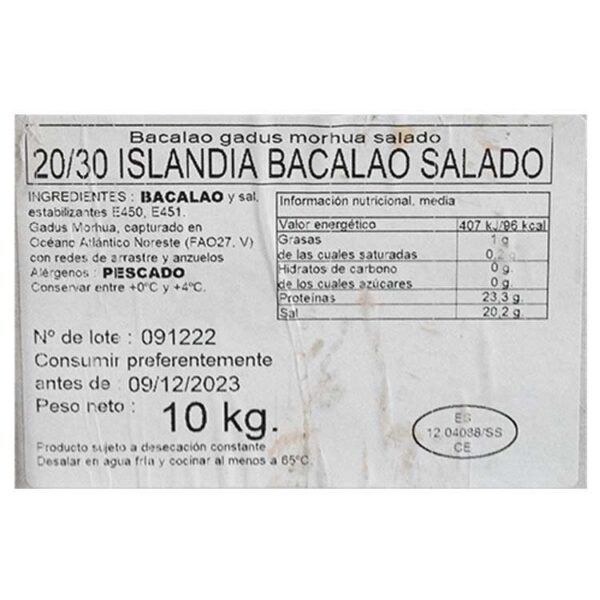 Bacalao gadus morhua salado
20/30 ISLANDIA BACALAO SALADO
INGREDIENTES : BACALAO y sal,
estabilizantes E450, E451.
Gadus Morhua, capturado en
Océano Atlántico Noreste (FAO27, V)
con redes de arrastre y anzuelos
Alérgenos : PESCADO
Conservar entre +0ºC y +4ºC.
Información nutricional, media
Valor energético 407 kJ/96 kcal
Grasas 1 g
de las cuales saturadas 0,2 g
Hidratos de carbono 0 g.
de los cuales azúcares 0 g.
Proteínas 23,3 g.
Sal 20,2 g.
Nº de lote : 091222
Consumir preferentemente
antes de : 09/12/2023
Peso neto : 10 kg.
Producto sujeto a desecación constante
Desalar en agua fría y cocinar al menos a 65ºC.
ES
12.04088/SS
CE